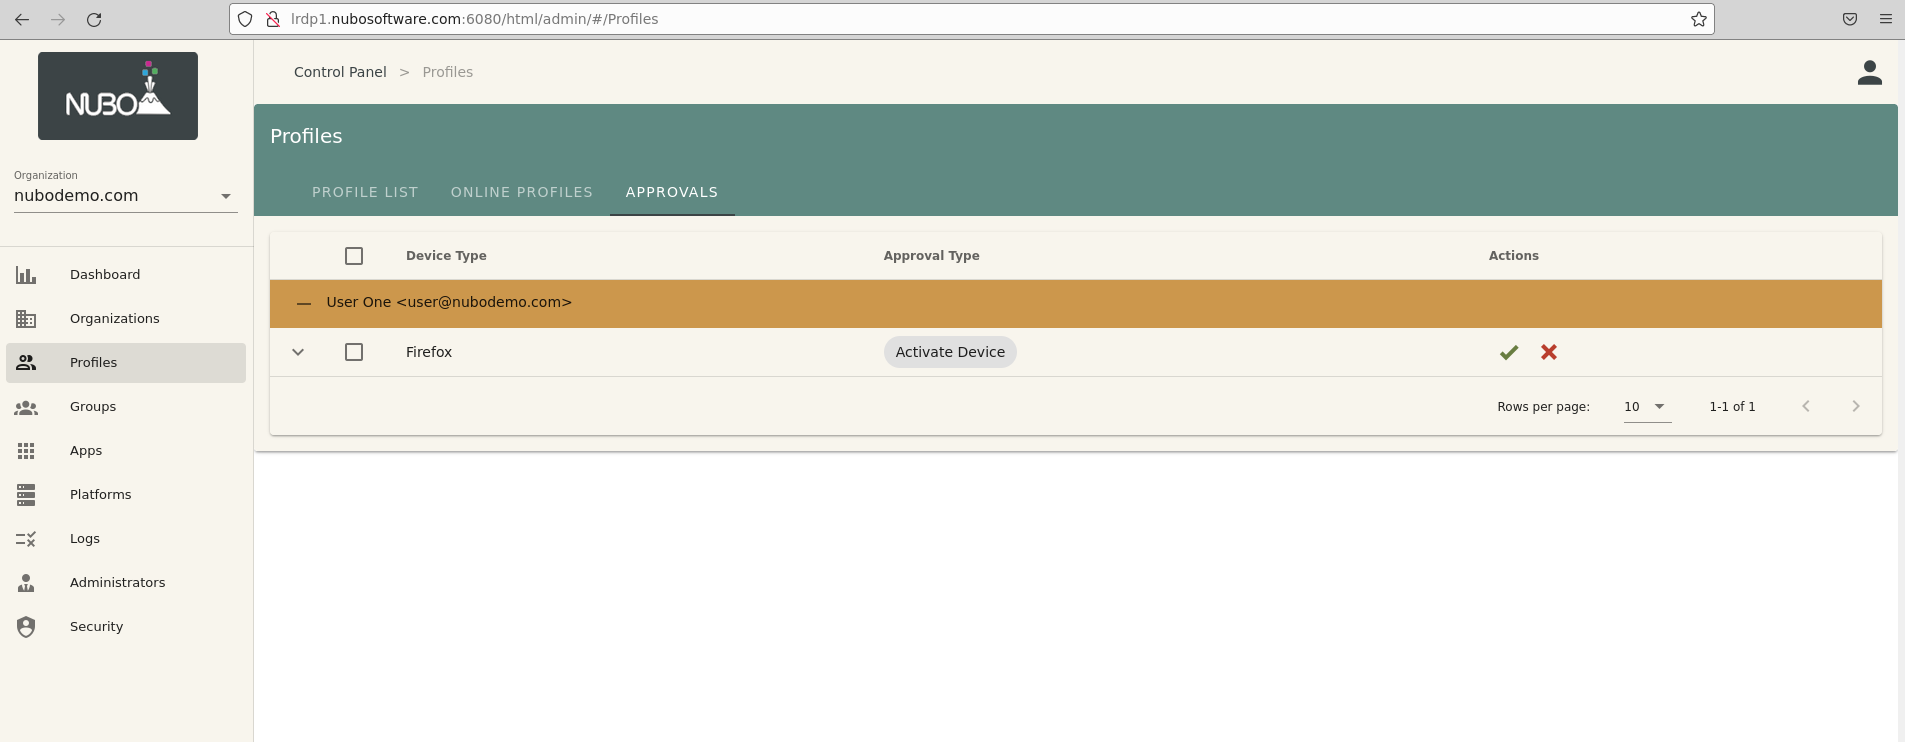 lrdp1.nubosoftware.com:6080/html/admin/#/Profiles
NUBO
Control Panel > Profiles
Organization
nubodemo.com
Profiles
PROFILE LIST ONLINE PROFILES APPROVALS
Dashboard
Organizations
Profiles
Groups
Apps
Platforms
Logs
Administrators
Security
Device Type Approval Type Actions
User One <user@nubodemo.com>
Firefox Activate Device
Rows per page: 10 1-1 of 1